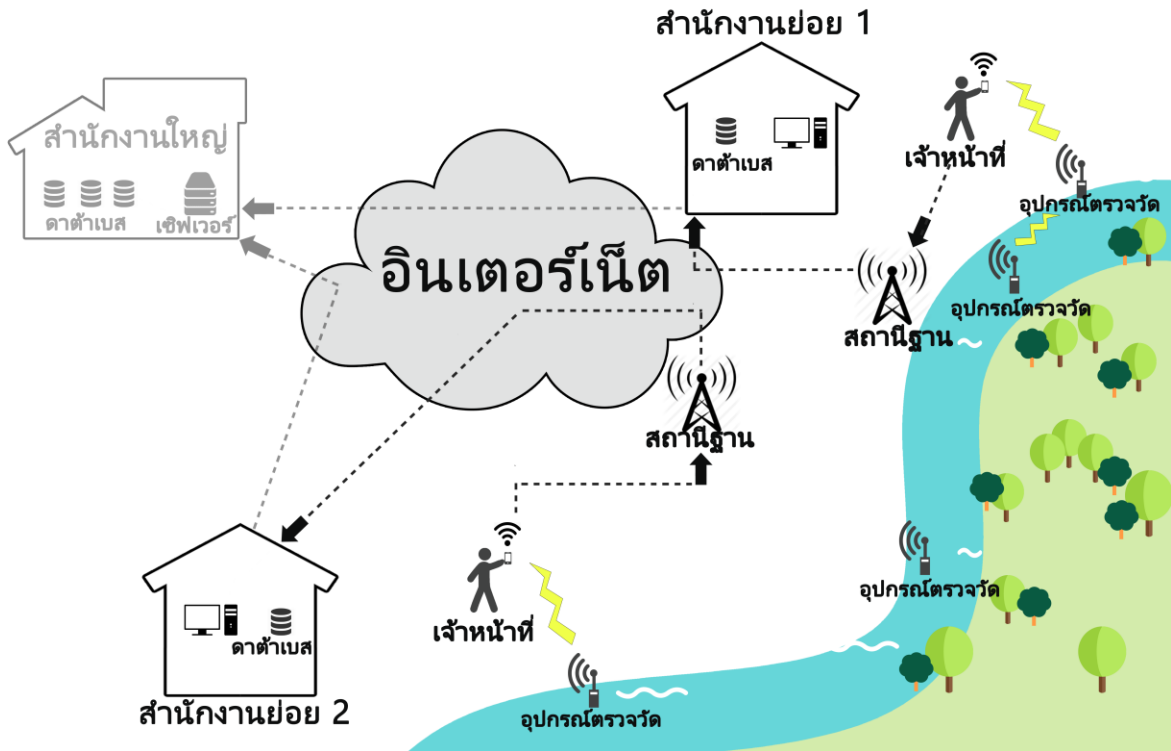 สำนักงานย่อย 1
สำนักงานใหญ่
ดาต้าเบส
เซิฟเวอร์
ดาต้าเบส
เจ้าหน้าที่
อุปกรณ์ตรวจวัด
อินเตอร์เน็ต
อุปกรณ์ตรวจวัด
สถานีฐาน
สถานีฐาน
อุปกรณ์ตรวจวัด
เจ้าหน้าที่
ดาต้าเบส
สำนักงานย่อย 2
อุปกรณ์ตรวจวัด